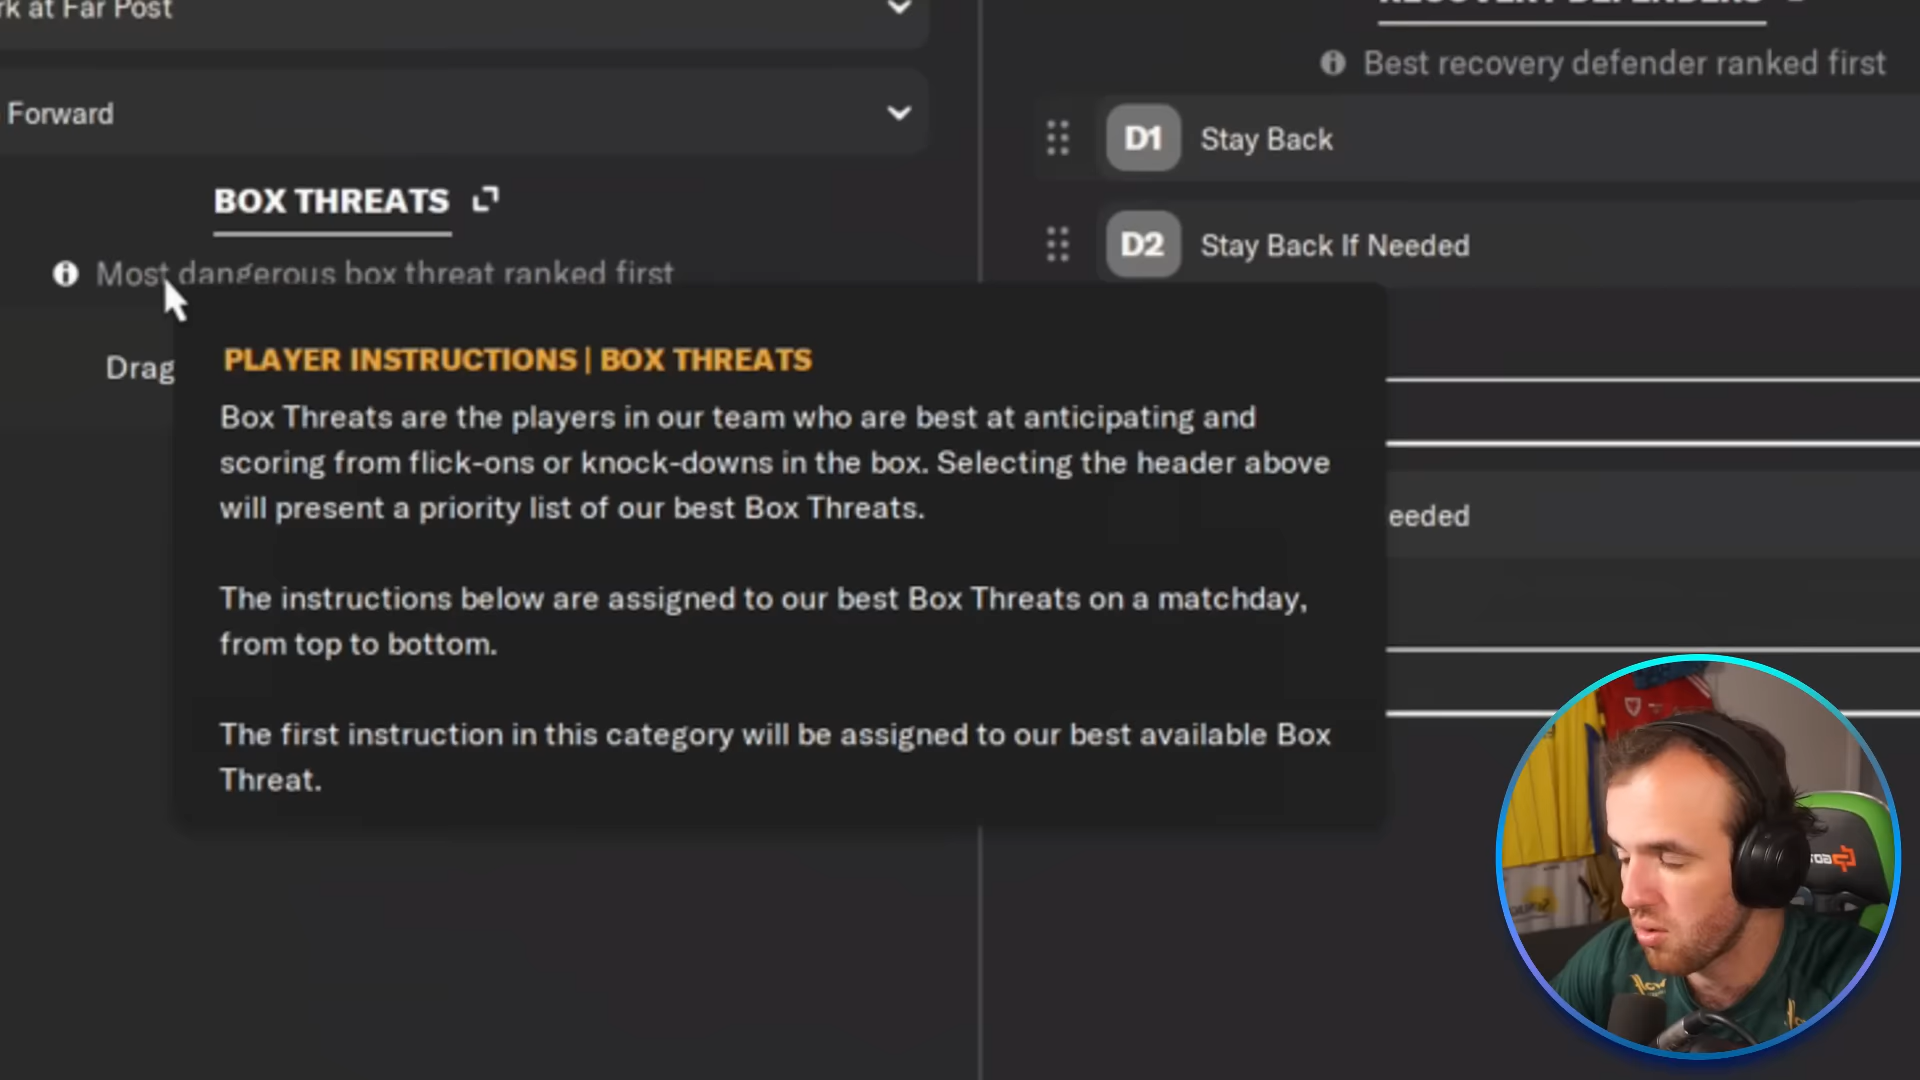 rk at Far Post
Forward
BOX THREATS
Most dangerous box threat ranked first
Drag
PLAYER INSTRUCTIONS | BOX THREATS
Box Threats are the players in our team who are best at anticipating and
scoring from flick-ons or knock-downs in the box. Selecting the header above
will present a priority list of our best Box Threats.
The instructions below are assigned to our best Box Threats on a matchday,
from top to bottom.
The first instruction in this category will be assigned to our best available Box
Threat.
RECOVERY DEFENDERS
Best recovery defender ranked first
D1 Stay Back
D2 Stay Back If Needed
eeded